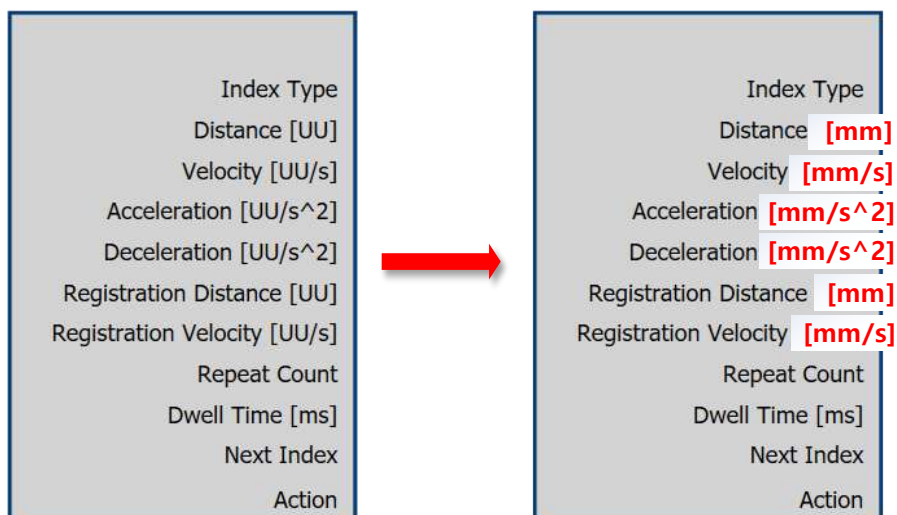 Index Type
Distance [UU]
Velocity [UU/s]
Acceleration [UU/s^2]
Deceleration [UU/s^2]
Registration Distance [UU]
Registration Velocity [UU/s]
Repeat Count
Dwell Time [ms]
Next Index
Action
Index Type
Distance [mm]
Velocity [mm/s]
Acceleration [mm/s^2]
Deceleration [mm/s^2]
Registration Distance [mm]
Registration Velocity [mm/s]
Repeat Count
Dwell Time [ms]
Next Index
Action